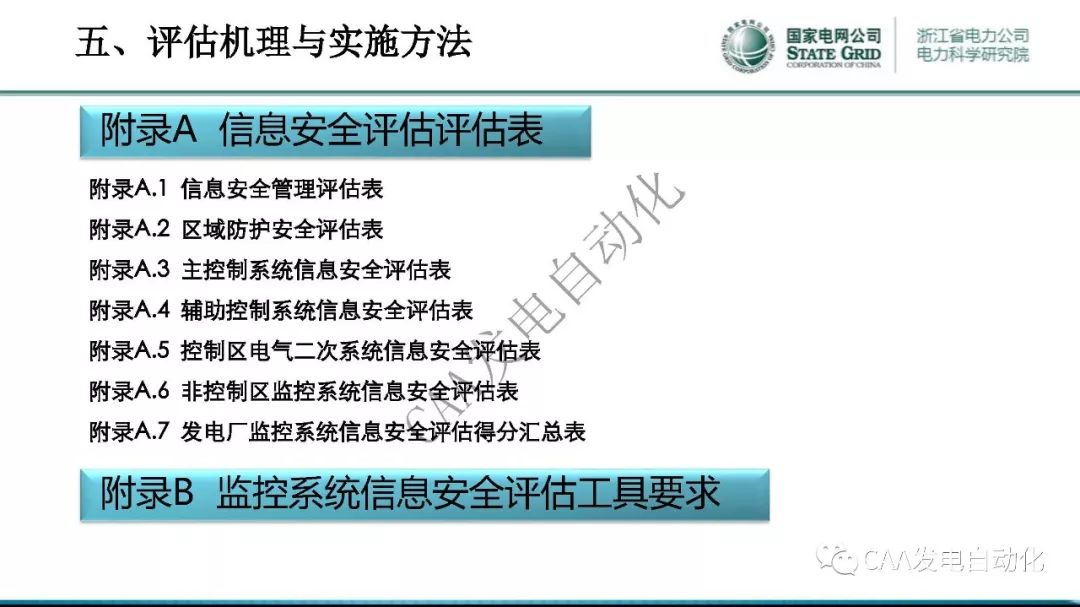 五、评估机理与实施方法
国家电网公司
STATE GRID
CORPORATION OF CHINA
浙江省电力公司
电力科学研究院
附录A 信息安全评估评估表
附录A.1 信息安全管理评估表
附录A.2 区域防护安全评估表
附录A.3 主控制系统信息安全评估表
附录A.4 辅助控制系统信息安全评估表
附录A.5 控制区电气二次系统信息安全评估表
附录A.6 非控制区监控系统信息安全评估表
附录A.7 发电厂监控系统信息安全评估得分汇总表
CAA发电自动化
附录B 监控系统信息安全评估工具要求
CAA发电自动化